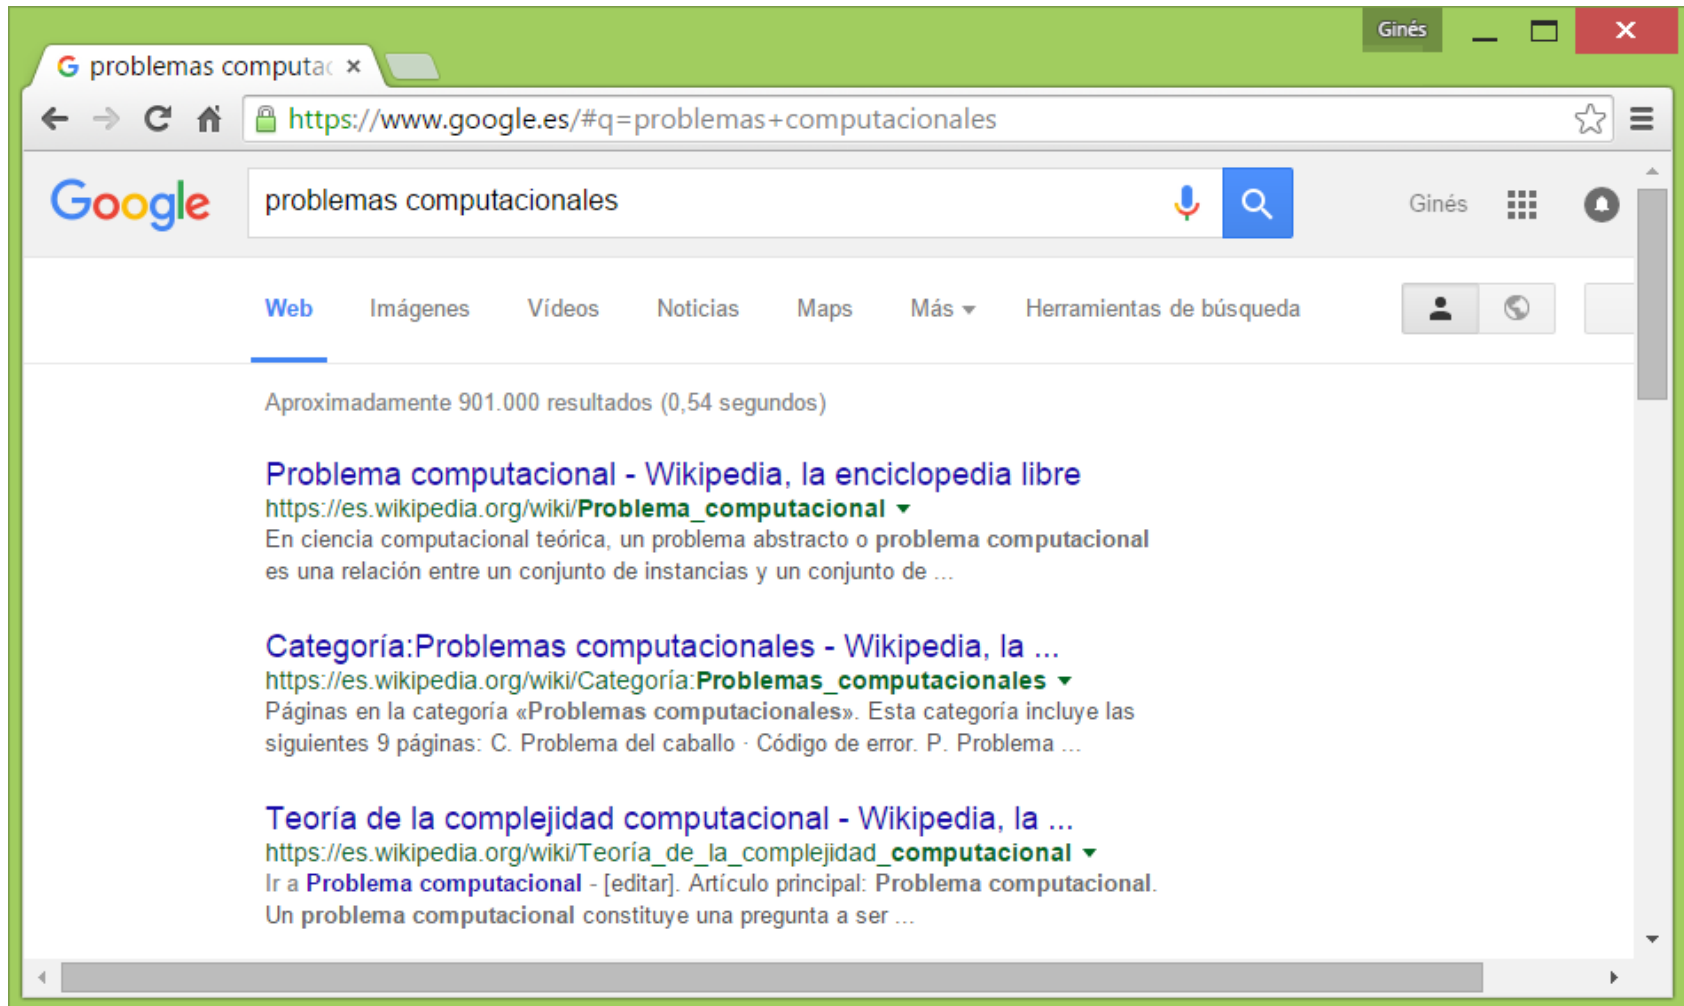 Ginés
problemas computac
https://www.google.es/#q=problemas+computacionales
Google problemas computacionales Ginés
Web Imágenes Vídeos Noticias Maps Más Herramientas de búsqueda
Aproximadamente 901.000 resultados (0,54 segundos)
Problema computacional - Wikipedia, la enciclopedia libre
https://es.wikipedia.org/wiki/Problema_computacional
En ciencia computacional teórica, un problema abstracto o problema computacional
es una relación entre un conjunto de instancias y un conjunto de ...
Categoría:Problemas computacionales - Wikipedia, la ...
https://es.wikipedia.org/wiki/Categoría:Problemas_computacionales
Páginas en la categoría «Problemas computacionales». Esta categoría incluye las
siguientes 9 páginas: C. Problema del caballo · Código de error. P. Problema ...
Teoría de la complejidad computacional - Wikipedia, la ...
https://es.wikipedia.org/wiki/Teoría_de_la_complejidad_computacional
Ir a Problema computacional - [editar]. Artículo principal: Problema computacional.
Un problema computacional constituye una pregunta a ser ...